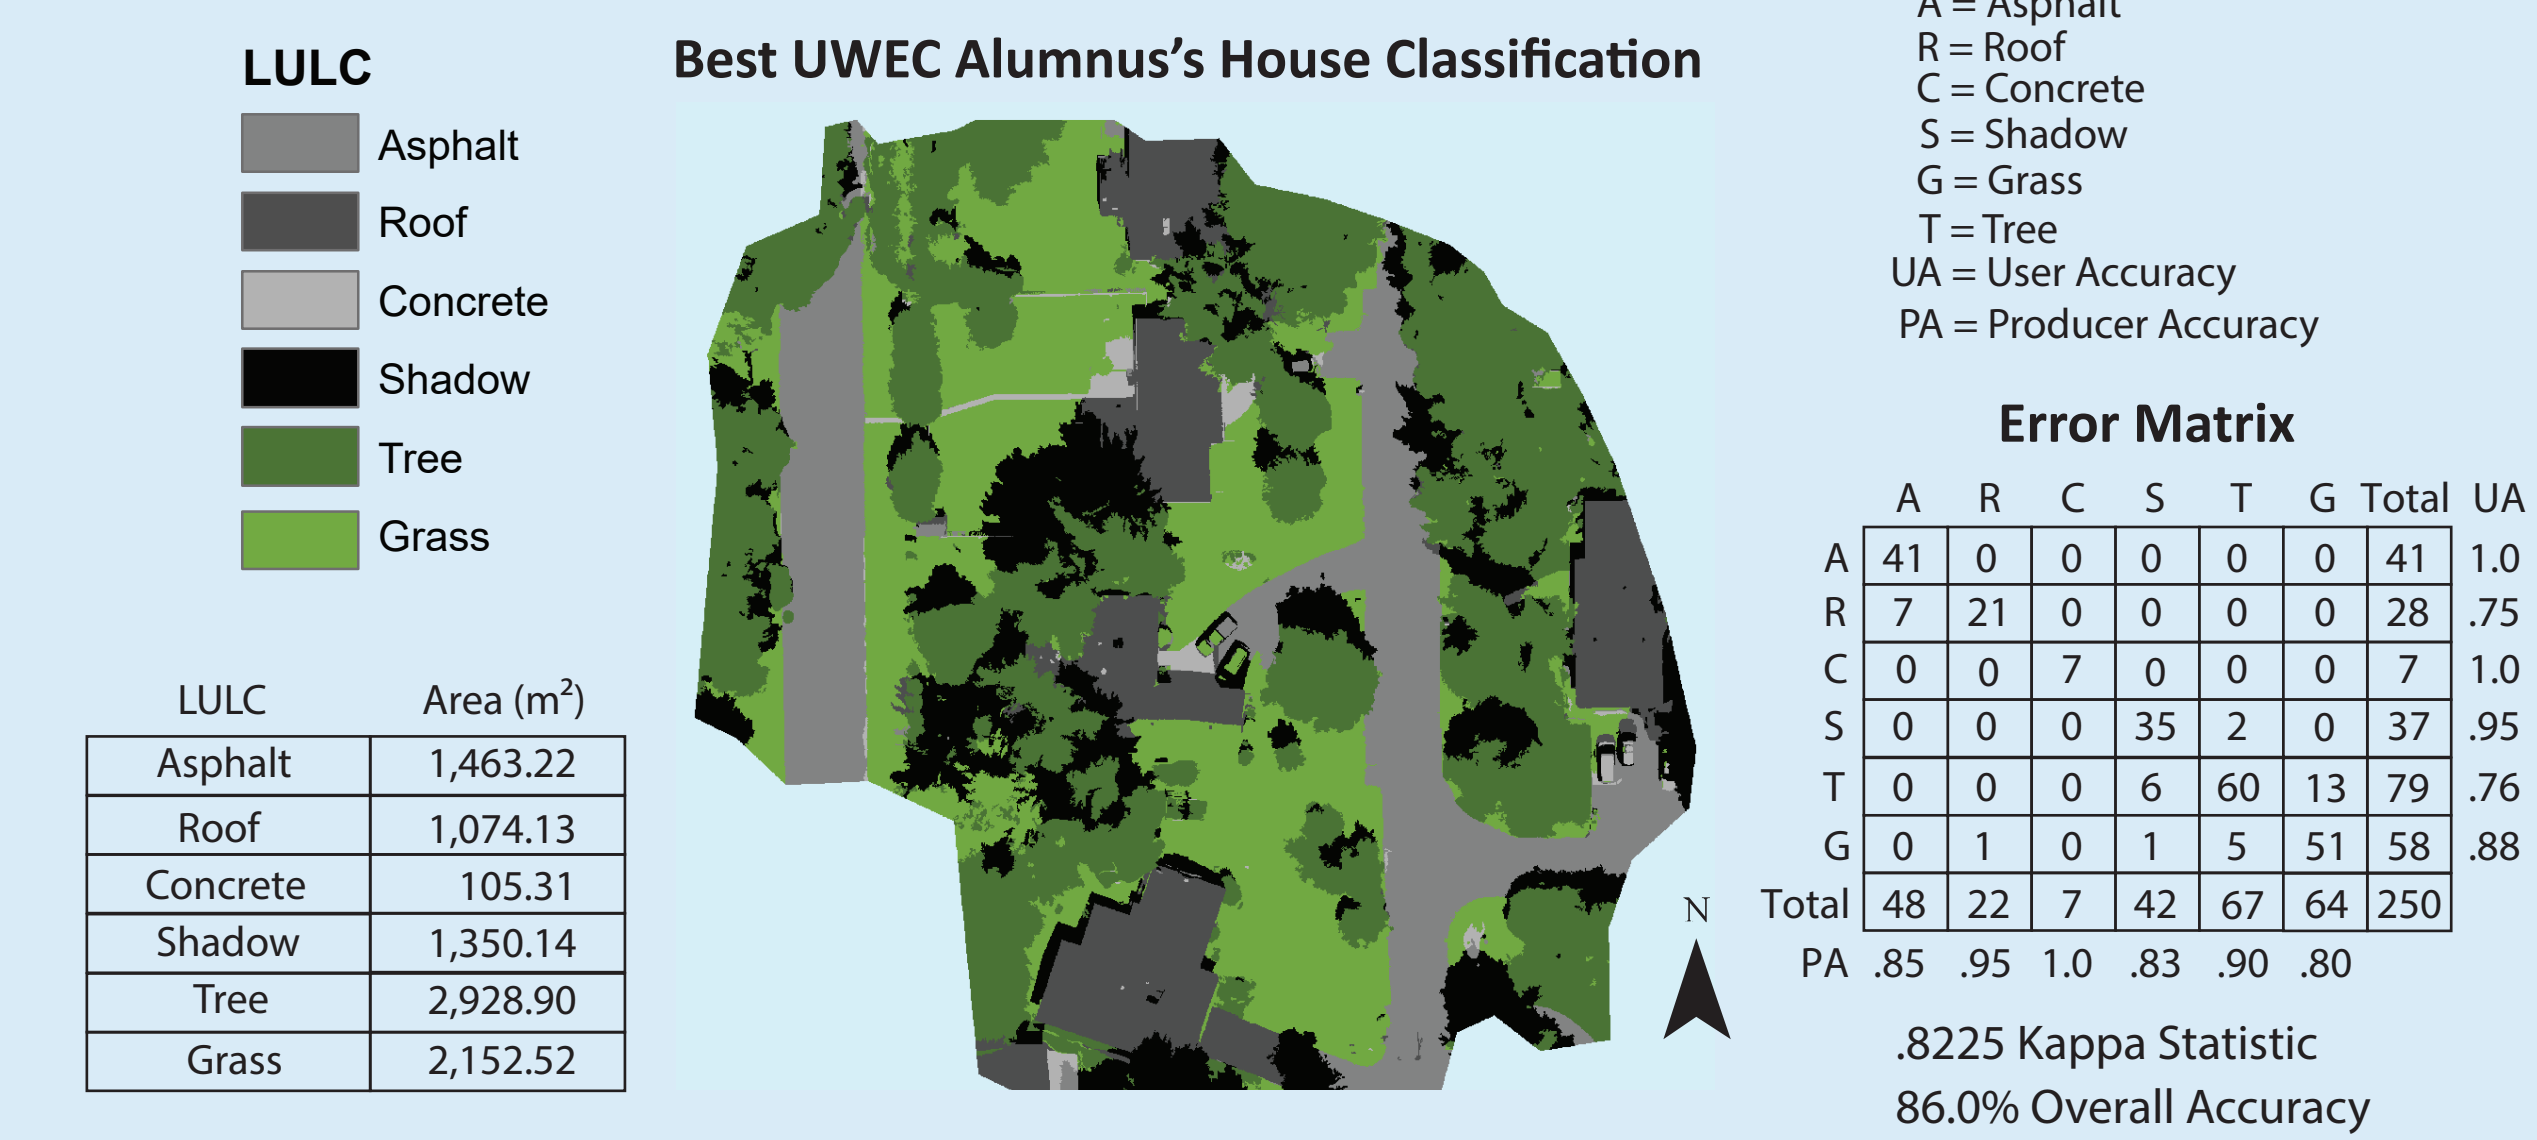 LULC
Asphalt
Roof
Concrete
Shadow
Tree
Grass
LULC Area (m²)
Asphalt 1,463.22
Roof 1,074.13
Concrete 105.31
Shadow 1,350.14
Tree 2,928.90
Grass 2,152.52
Best UWEC Alumnus's House Classification
N
A = Asphalt
R = Roof
C = Concrete
S = Shadow
G = Grass
T = Tree
UA = User Accuracy
PA = Producer Accuracy
Error Matrix
A R C S T G Total UA
A 41 0 0 0 0 0 41 1.0
R 7 21 0 0 0 0 28 .75
C 0 0 7 0 0 0 7 1.0
S 0 0 0 35 2 0 37 .95
T 0 0 0 6 60 13 79 .76
G 0 1 0 1 5 51 58 .88
Total 48 22 7 42 67 64 250
PA .85 .95 1.0 .83 .90 .80
.8225 Kappa Statistic
86.0% Overall Accuracy